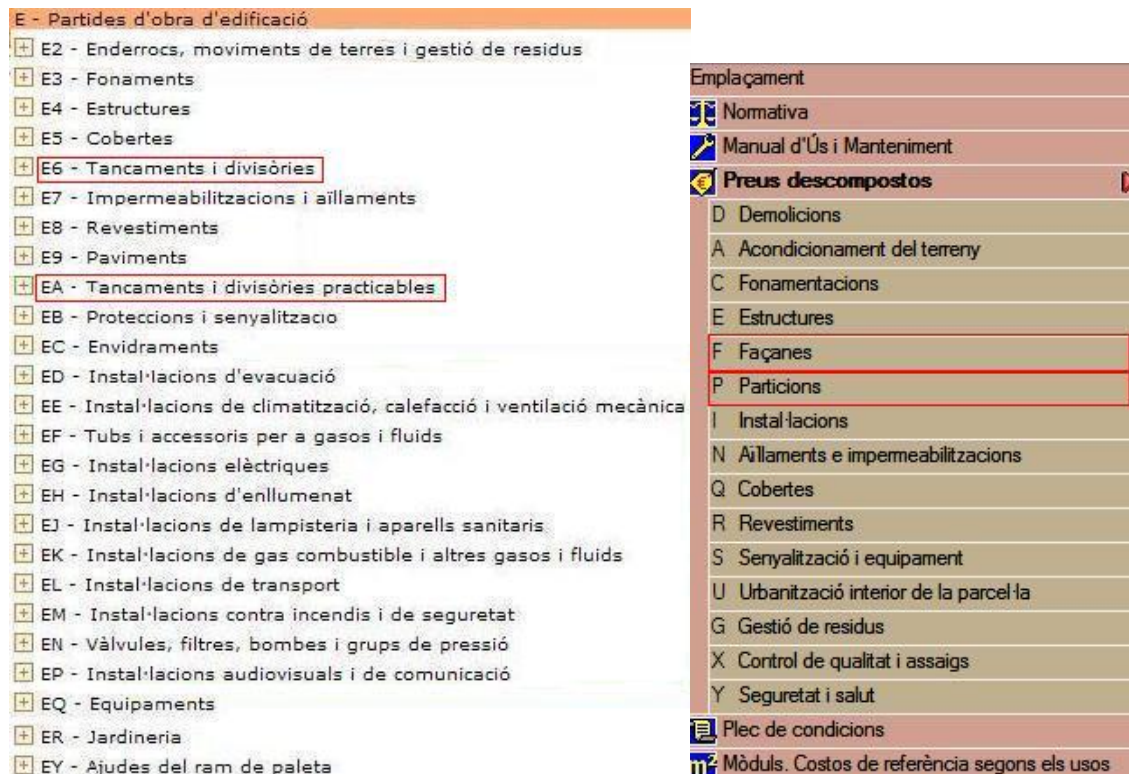 E - Partides d'obra d'edificació
E2 - Enderrocs, moviments de terres i gestió de residus
E3 - Fonaments
E4 - Estructures
E5 - Cobertes
E6 - Tancaments i divisòries
E7 - Impermeabilitzacions i aïllaments
E8 - Revestiments
E9 - Paviments
EA - Tancaments i divisòries practicables
EB - Proteccions i senyalització
EC - Envidraments
ED - Instal·lacions d'evacuació
EE - Instal·lacions de climatització, calefacció i ventilació mecànica
EF - Tubs i accessoris per a gasos i fluids
EG - Instal·lacions elèctriques
EH - Instal·lacions d'enllumenat
EJ - Instal·lacions de lampisteria i aparells sanitaris
EK - Instal·lacions de gas combustible i altres gasos i fluids
EL - Instal·lacions de transport
EM - Instal·lacions contra incendis i de seguretat
EN - Vàlvules, filtres, bombes i grups de pressió
EP - Instal·lacions audiovisuals i de comunicació
EQ - Equipaments
ER - Jardineria
EY - Ajudes del ram de paleta
Emplaçament
Normativa
Manual d'Ús i Manteniment
Preus descompostos
D Demolicions
A Acondicionament del terreny
C Fonamentacions
E Estructures
F Façanes
P Particions
I Instal·lacions
N Aïllaments e impermeabilitzacions
Q Cobertes
R Revestiments
S Senyalització i equipament
U Urbanització interior de la parcel·la
G Gestió de residus
X Control de qualitat i assaigs
Y Seguretat i salut
Plec de condicions
m² Mòduls. Costos de referència segons els usos